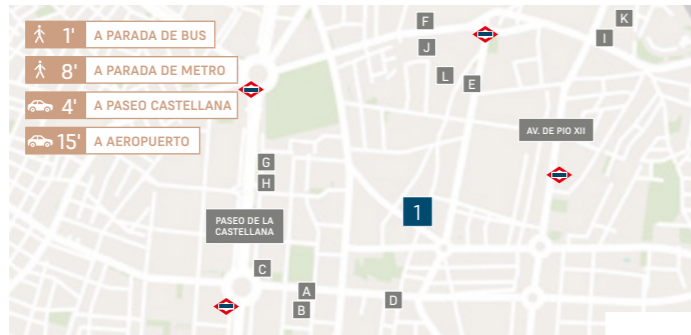 1' A PARADA DE BUS
8' A PARADA DE METRO
4' A PASEO CASTELLANA
15' A AEROPUERTO
F
K
I
J
L
E
AV. DE PIO XII
G
H
1
PASEO DE LA
CASTELLANA
C
A
B
D